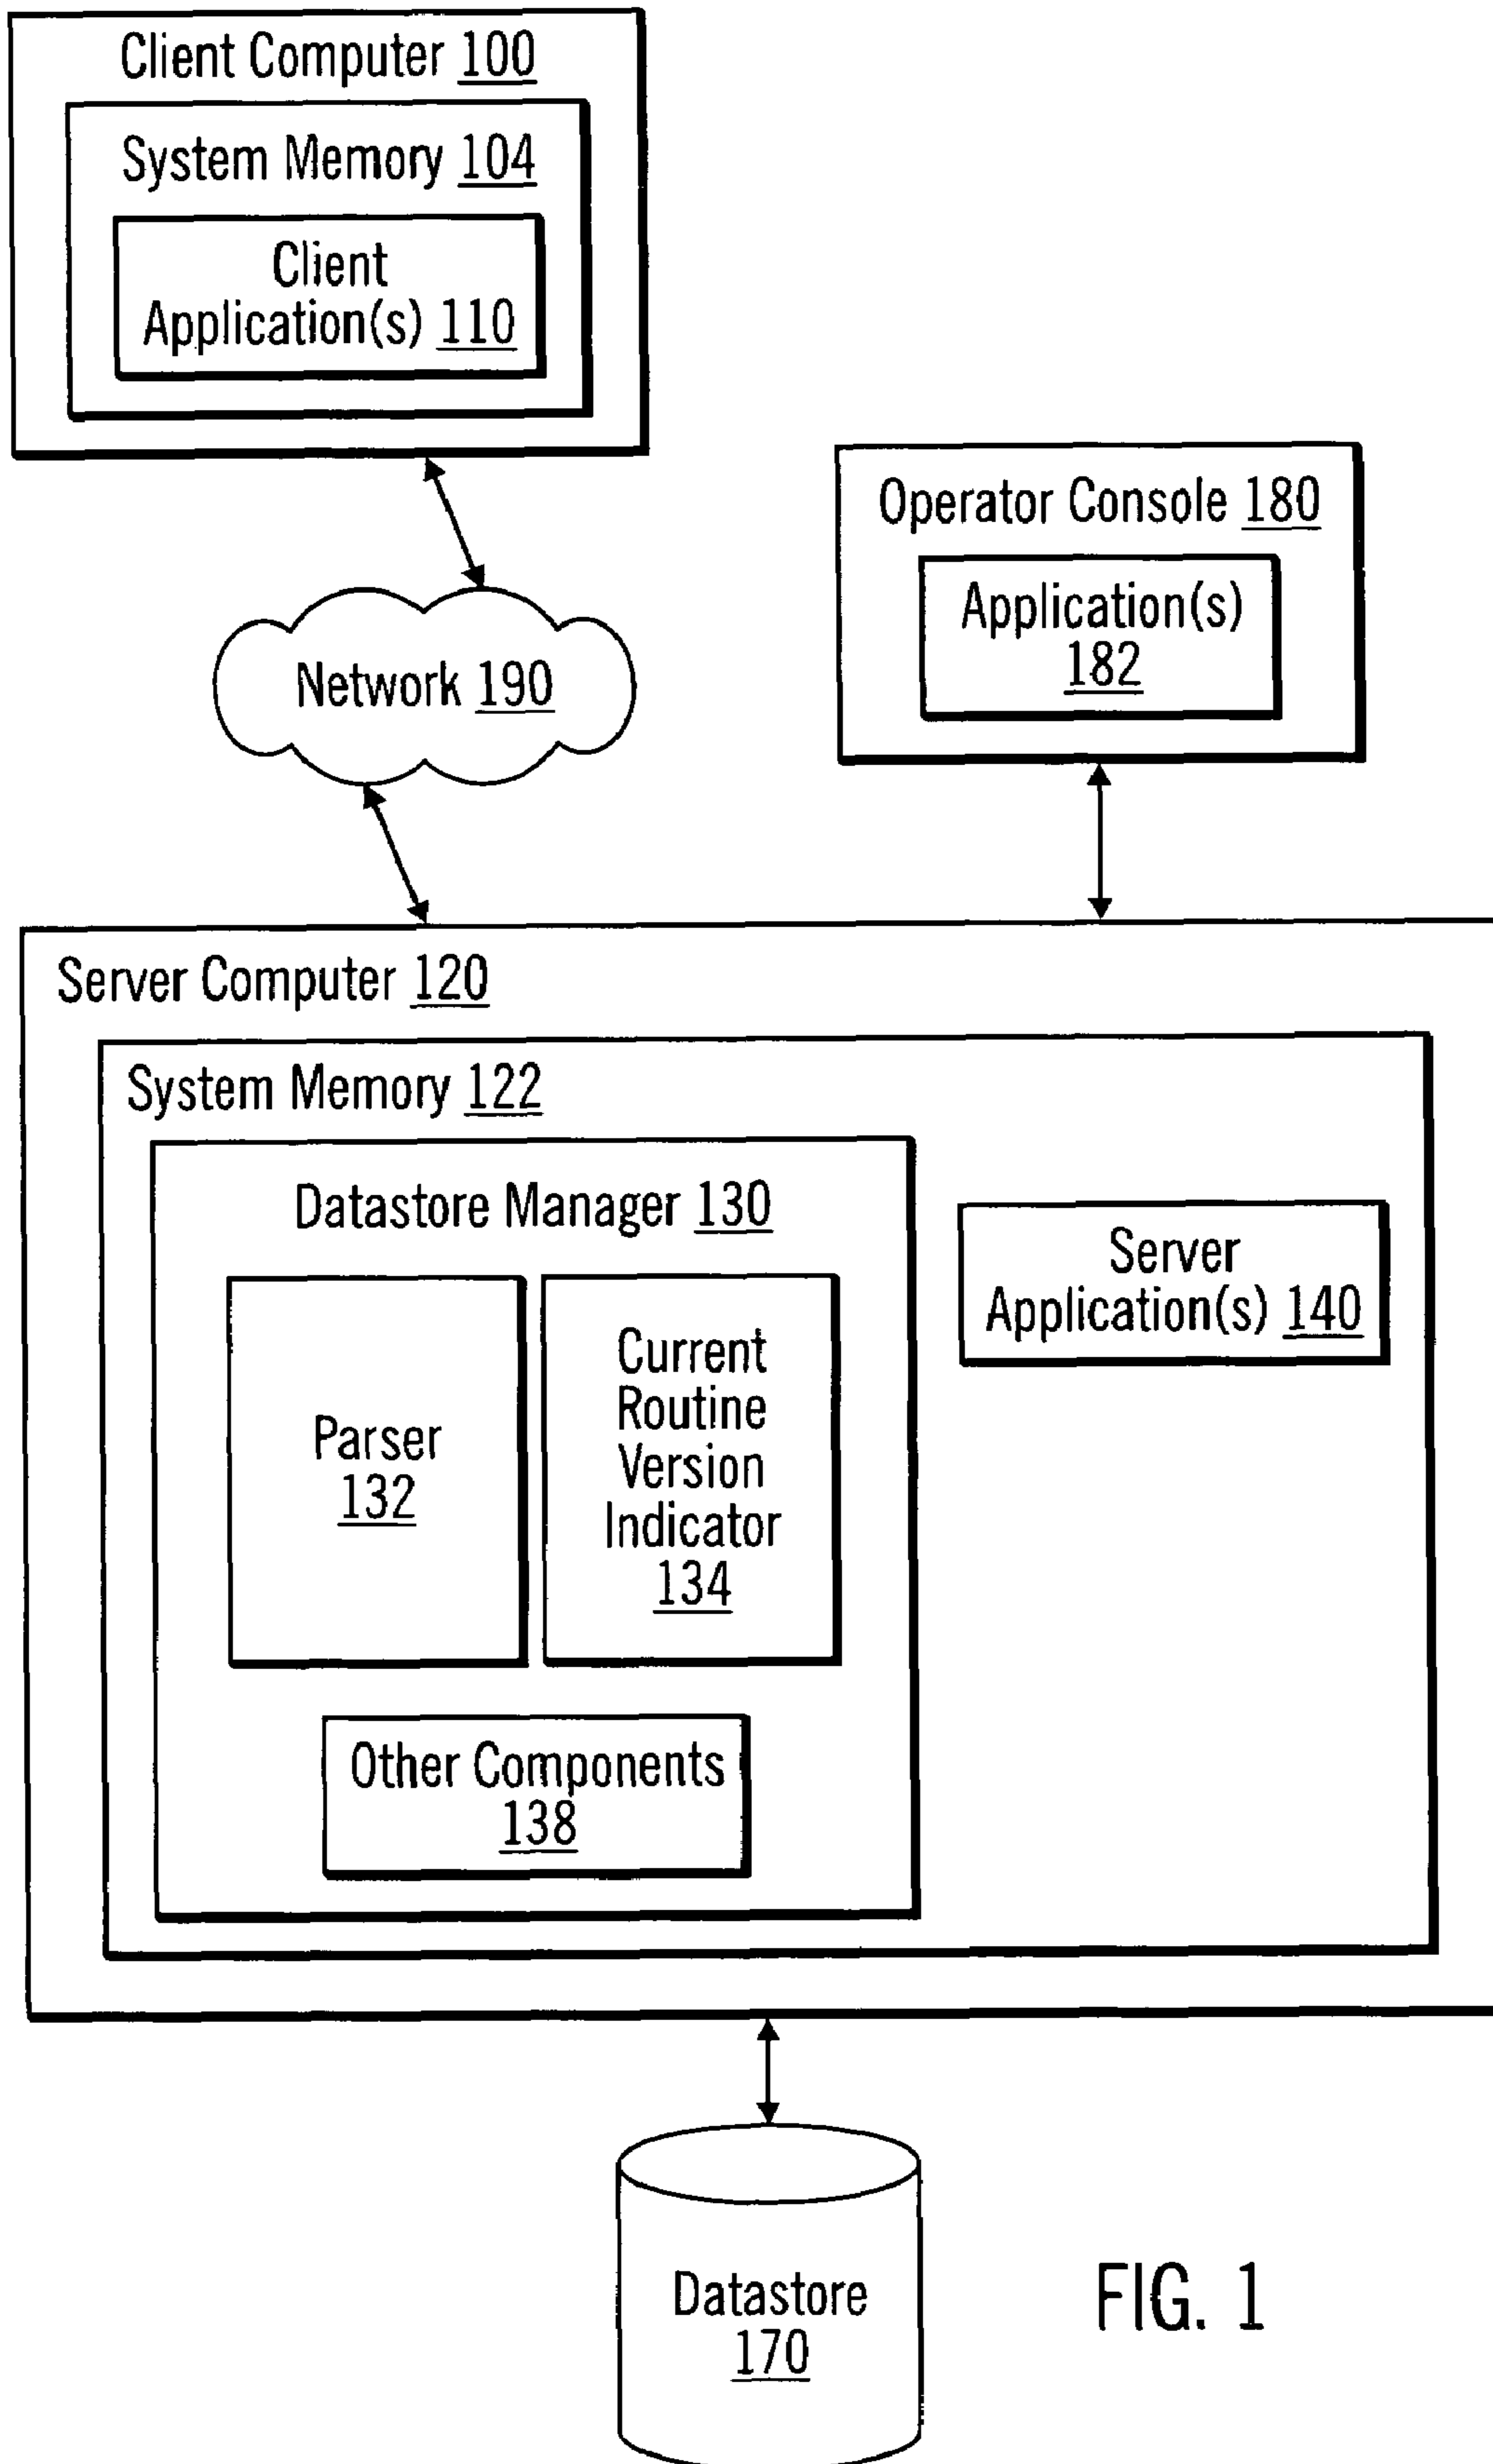 Client Computer 100
System Memory 104
Client
Application(s) 110
Operator Console 180
Application(s)
182
Network 190
Server Computer 120
System Memory 122
Datastore Manager 130
Parser
132
Current
Routine
Version
Indicator
134
Server
Application(s) 140
Other Components
138
Datastore
170
FIG. 1